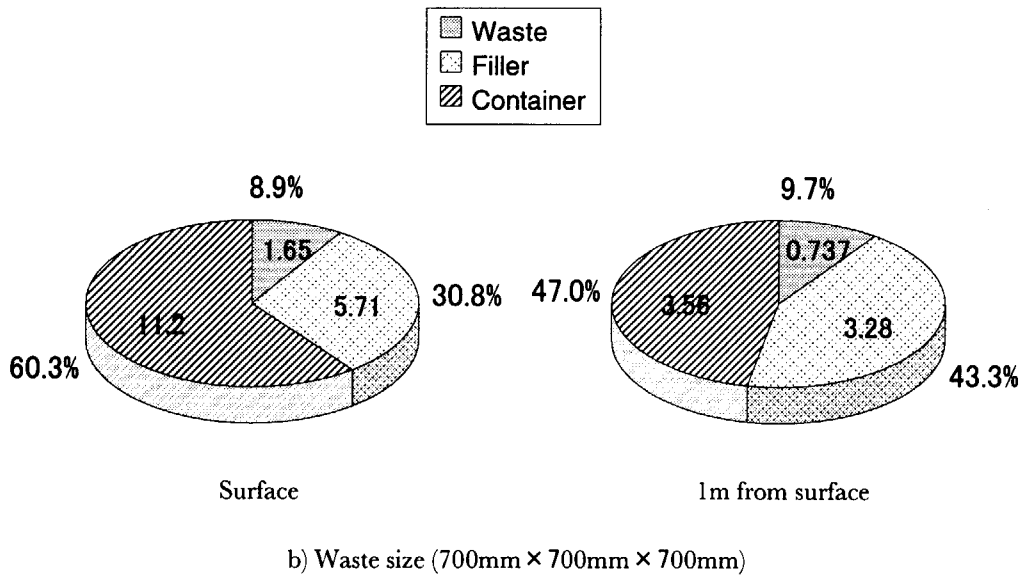 Waste
Filler
Container
8.9%
1.65
5.71
30.8%
11.2
60.3%
Surface
9.7%
0.737
47.0%
3.56
3.28
43.3%
1m from surface
b) Waste size (700mm × 700mm × 700mm)